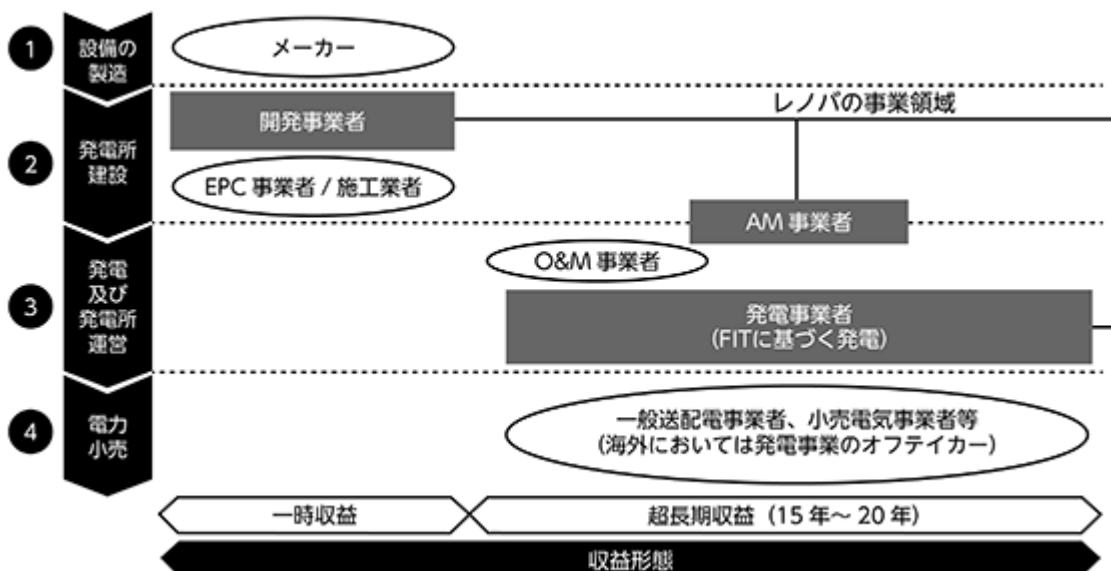 1
設備の
製造
メーカー
2
発電所
建設
開発事業者
レノバの事業領域
EPC 事業者 / 施工業者
AM 事業者
3
発電
及び
発電所
運営
O&M 事業者
発電事業者
(FITに基づく発電)
4
電力
小売
一般送配電事業者、小売電気事業者等
(海外においては発電事業のオフテイカー)
一時収益
超長期収益 (15 年〜 20 年)
収益形態